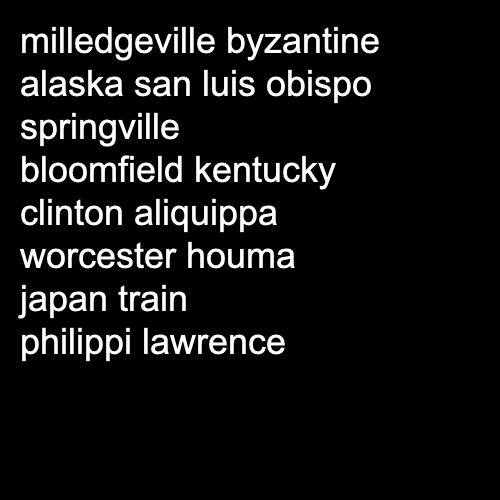 milledgeville byzantine
alaska san luis obispo
springville
bloomfield kentucky
clinton aliquippa
worcester houma
japan train
philippi lawrence